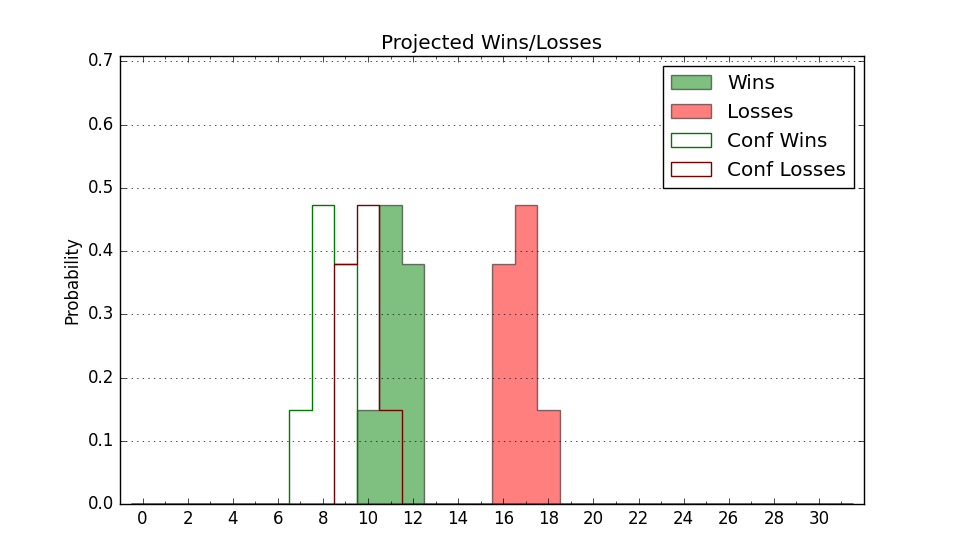 Projected Wins/Losses
0.7
0.6
0.5
0.4
0.3
0.2
0.1
0.0
Probability
Wins
Losses
Conf Wins
Conf Losses
0 2 4 6 8 10 12 14 16 18 20 22 24 26 28 30